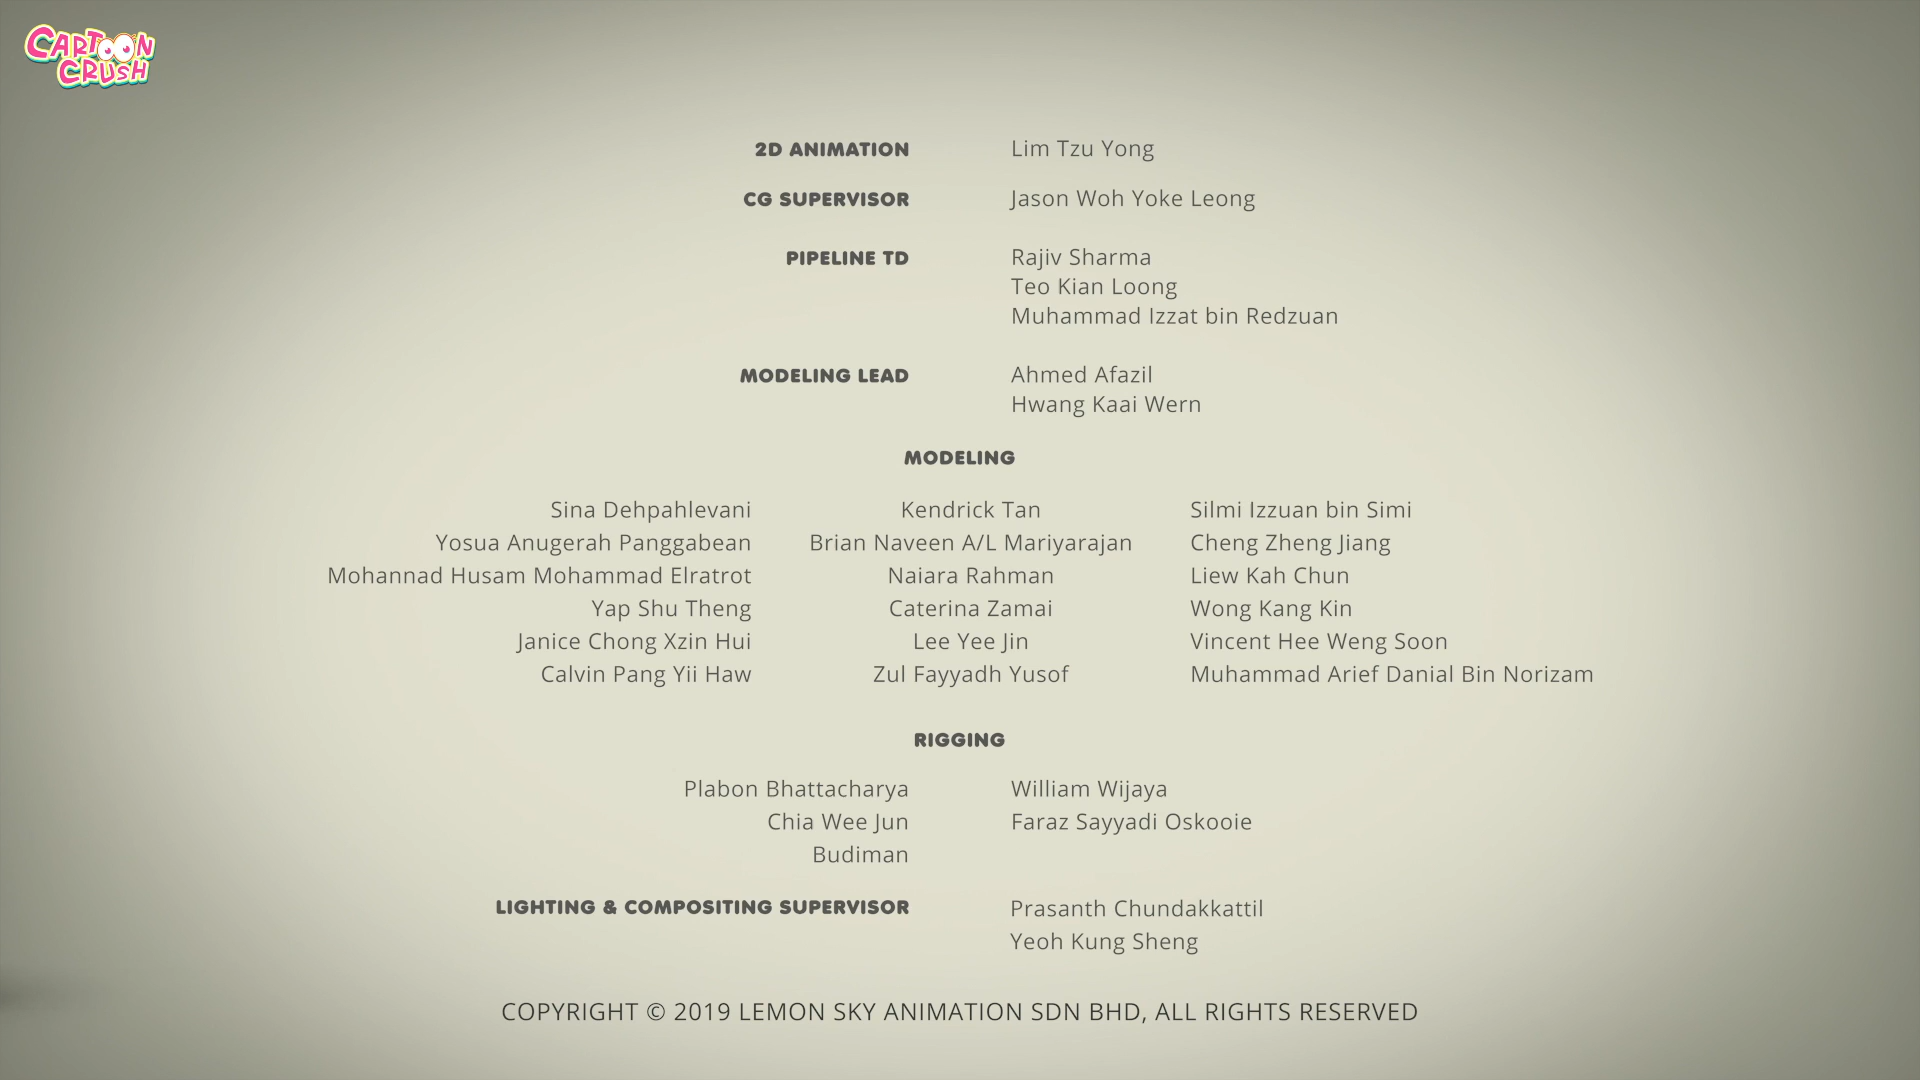 CARTOON
CRUSH
2D ANIMATION Lim Tzu Yong
CG SUPERVISOR Jason Woh Yoke Leong
PIPELINE TD Rajiv Sharma
Teo Kian Loong
Muhammad Izzat bin Redzuan
MODELING LEAD Ahmed Afazil
Hwang Kaai Wern
MODELING
Sina Dehpahlevani Kendrick Tan Silmi Izzuan bin Simi
Yosua Anugerah Panggabean Brian Naveen A/L Mariyarajan Cheng Zheng Jiang
Mohannad Husam Mohammad Elratrot Naiara Rahman Liew Kah Chun
Yap Shu Theng Caterina Zamai Wong Kang Kin
Janice Chong Xzin Hui Lee Yee Jin Vincent Hee Weng Soon
Calvin Pang Yii Haw Zul Fayyadh Yusof Muhammad Arief Danial Bin Norizam
RIGGING
Plabon Bhattacharya William Wijaya
Chia Wee Jun Faraz Sayyadi Oskooie
Budiman
LIGHTING & COMPOSITING SUPERVISOR Prasanth Chundakkattil
Yeoh Kung Sheng
COPYRIGHT © 2019 LEMON SKY ANIMATION SDN BHD, ALL RIGHTS RESERVED